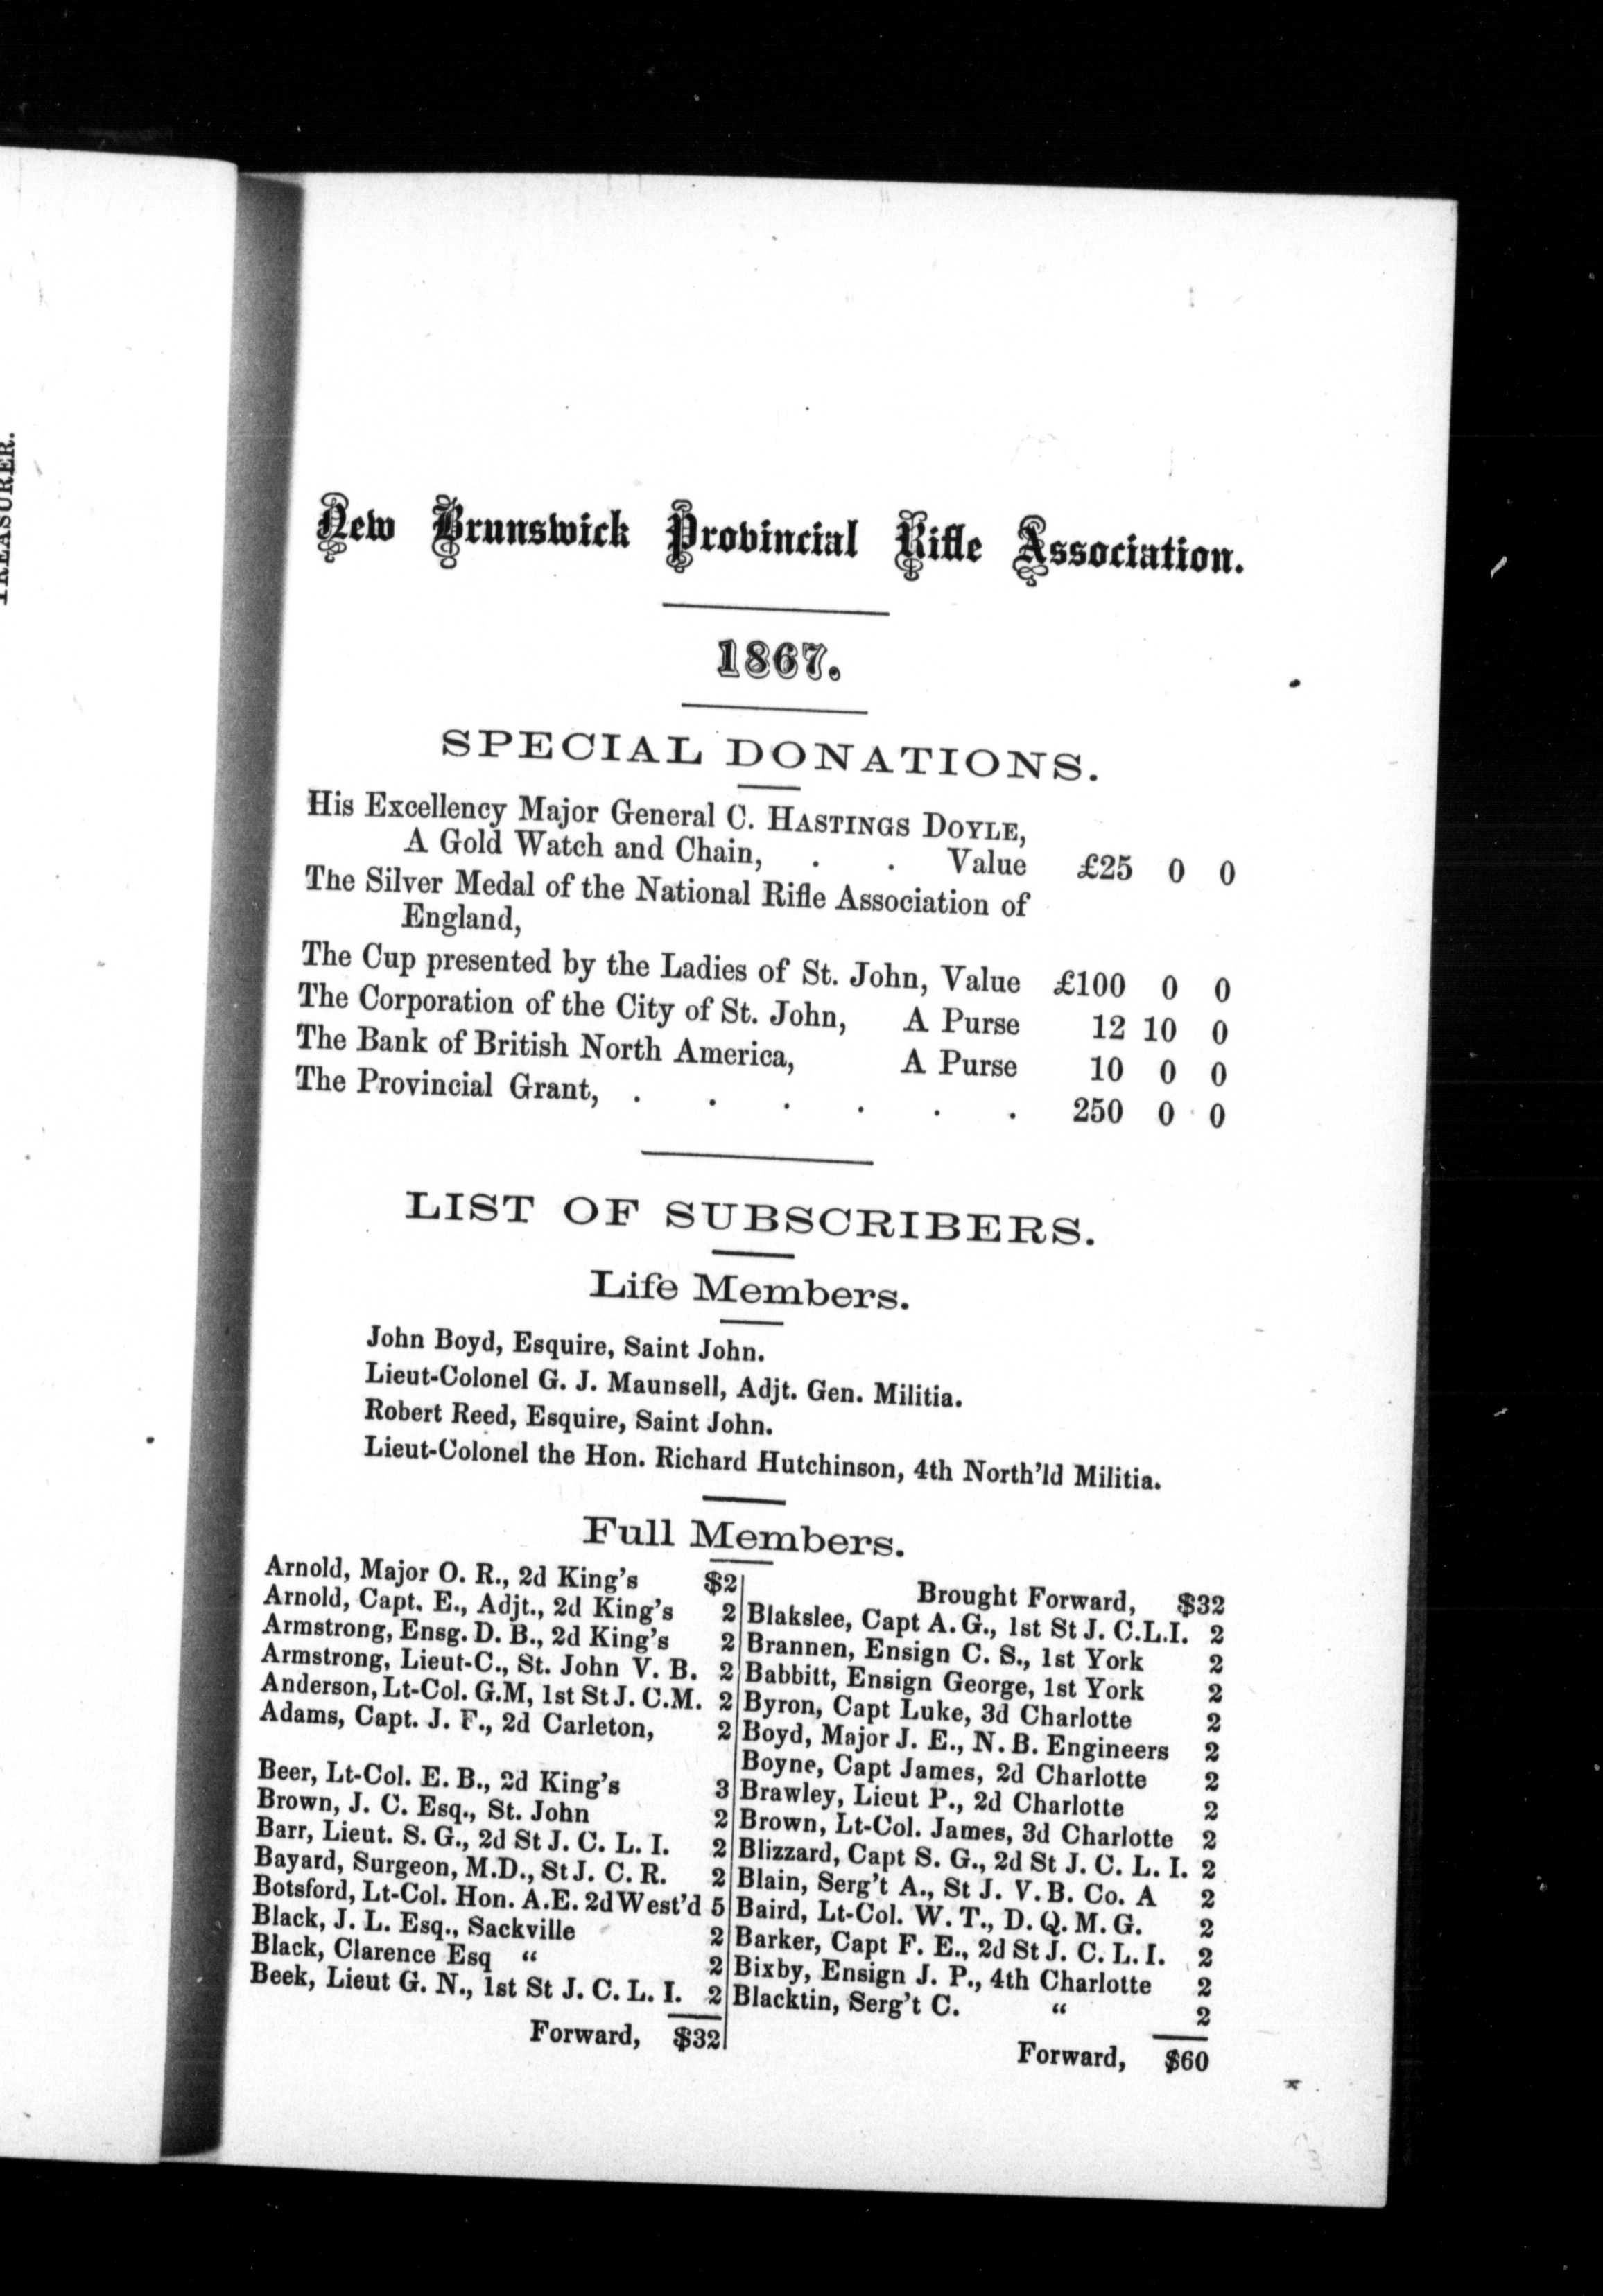 TREASURER.
New Brunswick Provincial Rifle Association.
1867.
SPECIAL DONATIONS.
His Excellency Major General C. HASTINGS DOYLE,
A Gold Watch and Chain, . . Value £25 0 0
The Silver Medal of the National Rifle Association of
England,
The Cup presented by the Ladies of St. John, Value £100 0 0
The Corporation of the City of St. John, A Purse 12 10 0
The Bank of British North America, A Purse 10 0 0
The Provincial Grant, . . . . . . 250 0 0
LIST OF SUBSCRIBERS.
Life Members.
John Boyd, Esquire, Saint John.
Lieut-Colonel G. J. Maunsell, Adjt. Gen. Militia.
Robert Reed, Esquire, Saint John.
Lieut-Colonel the Hon. Richard Hutchinson, 4th North'ld Militia.
Full Members.
Arnold, Major O. R., 2d King's $2
Arnold, Capt. E., Adjt., 2d King's 2
Armstrong, Ensg. D. B., 2d King's 2
Armstrong, Lieut-C., St. John V. B. 2
Anderson, Lt-Col. G.M, 1st St J. C.M. 2
Adams, Capt. J. F., 2d Carleton, 2
Beer, Lt-Col. E. B., 2d King's 3
Brown, J. C. Esq., St. John 2
Barr, Lieut. S. G., 2d St J. C. L. I. 2
Bayard, Surgeon, M.D., St J. C. R. 2
Botsford, Lt-Col. Hon. A.E. 2d West'd 5
Black, J. L. Esq., Sackville 2
Black, Clarence Esq " 2
Beek, Lieut G. N., 1st St J. C. L. I. 2
Forward, $32
Brought Forward, $32
Blakslee, Capt A. G., 1st St J. C.L.I. 2
Brannen, Ensign C. S., 1st York 2
Babbitt, Ensign George, 1st York 2
Byron, Capt Luke, 3d Charlotte 2
Boyd, Major J. E., N. B. Engineers 2
Boyne, Capt James, 2d Charlotte 2
Brawley, Lieut P., 2d Charlotte 2
Brown, Lt-Col. James, 3d Charlotte 2
Blizzard, Capt S. G., 2d St J. C. L. I. 2
Blain, Serg't A., St J. V. B. Co. A 2
Baird, Lt-Col. W. T., D. Q. M. G. 2
Barker, Capt F. E., 2d St J. C. L. I. 2
Bixby, Ensign J. P., 4th Charlotte 2
Blacktin, Serg't C. " 2
Forward, $60